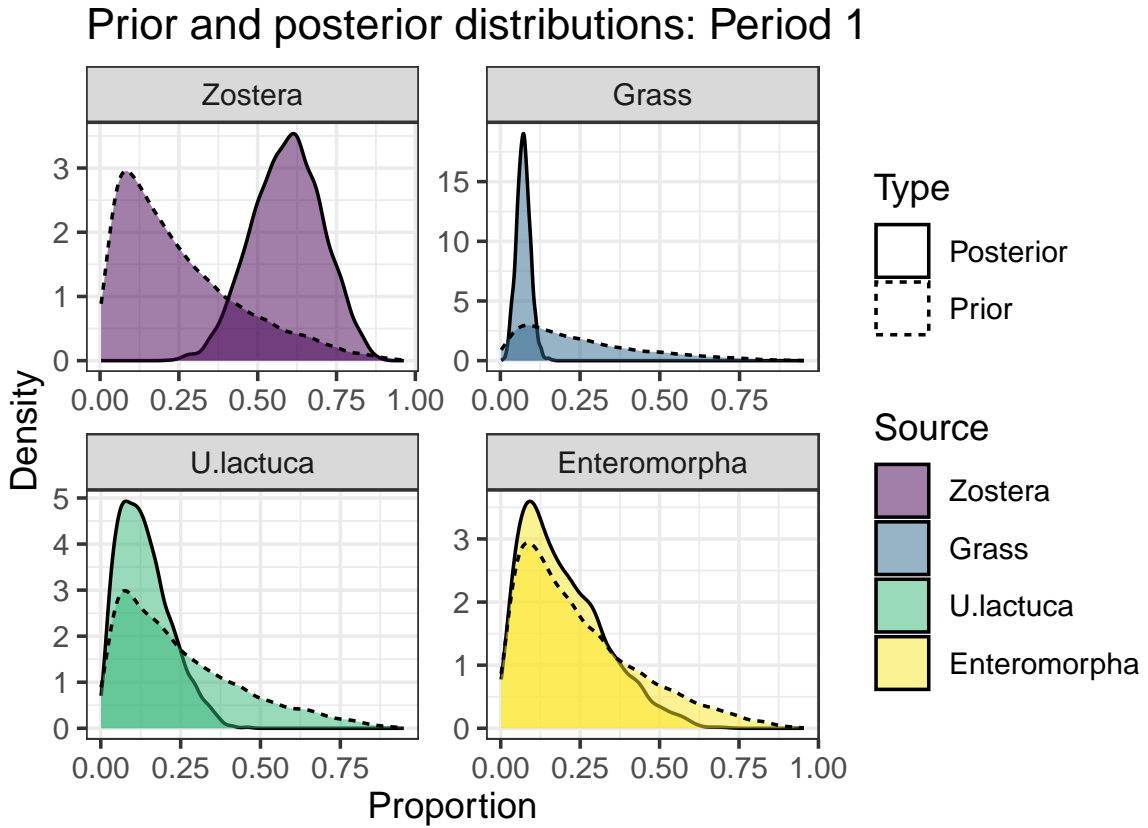 Prior and posterior distributions: Period 1
Zostera
Grass
3
2
1
0
15
10
5
0
0.00 0.25 0.50 0.75 1.00
0.00 0.25 0.50 0.75
U.lactuca
Enteromorpha
5
4
3
2
1
0
3
2
1
0
0.00 0.25 0.50 0.75
0.00 0.25 0.50 0.75 1.00
Density
Proportion
Type
Posterior
Prior
Source
Zostera
Grass
U.lactuca
Enteromorpha